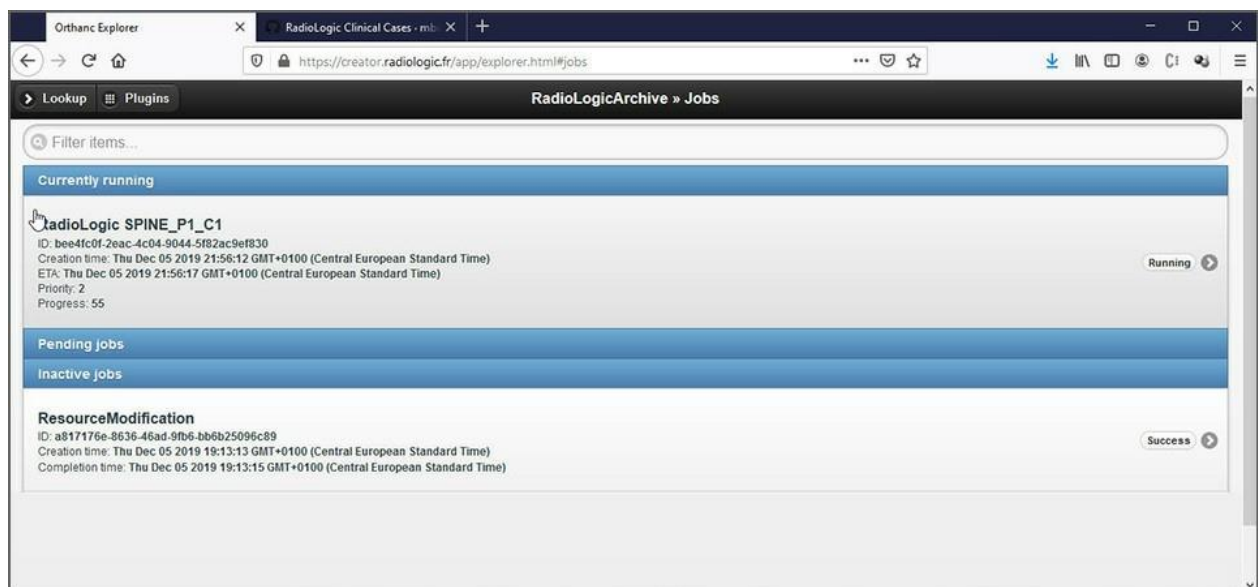 Orthanc Explorer
RadioLogic Clinical Cases - mb
https://creator.radiologic.fr/app/explorer.html#jobs
Lookup
Plugins
RadioLogicArchive » Jobs
Filter items...
Currently running
RadioLogic SPINE_P1_C1
ID: bee4fc0f-2eac-4c04-9044-5f82ac9ef830
Creation time: Thu Dec 05 2019 21:56:12 GMT+0100 (Central European Standard Time)
ETA: Thu Dec 05 2019 21:56:17 GMT+0100 (Central European Standard Time)
Priority: 2
Progress: 55
Running
Pending jobs
Inactive jobs
ResourceModification
ID: a817176e-8636-46ad-9fb6-bb6b25096c89
Creation time: Thu Dec 05 2019 19:13:13 GMT+0100 (Central European Standard Time)
Completion time: Thu Dec 05 2019 19:13:15 GMT+0100 (Central European Standard Time)
Success